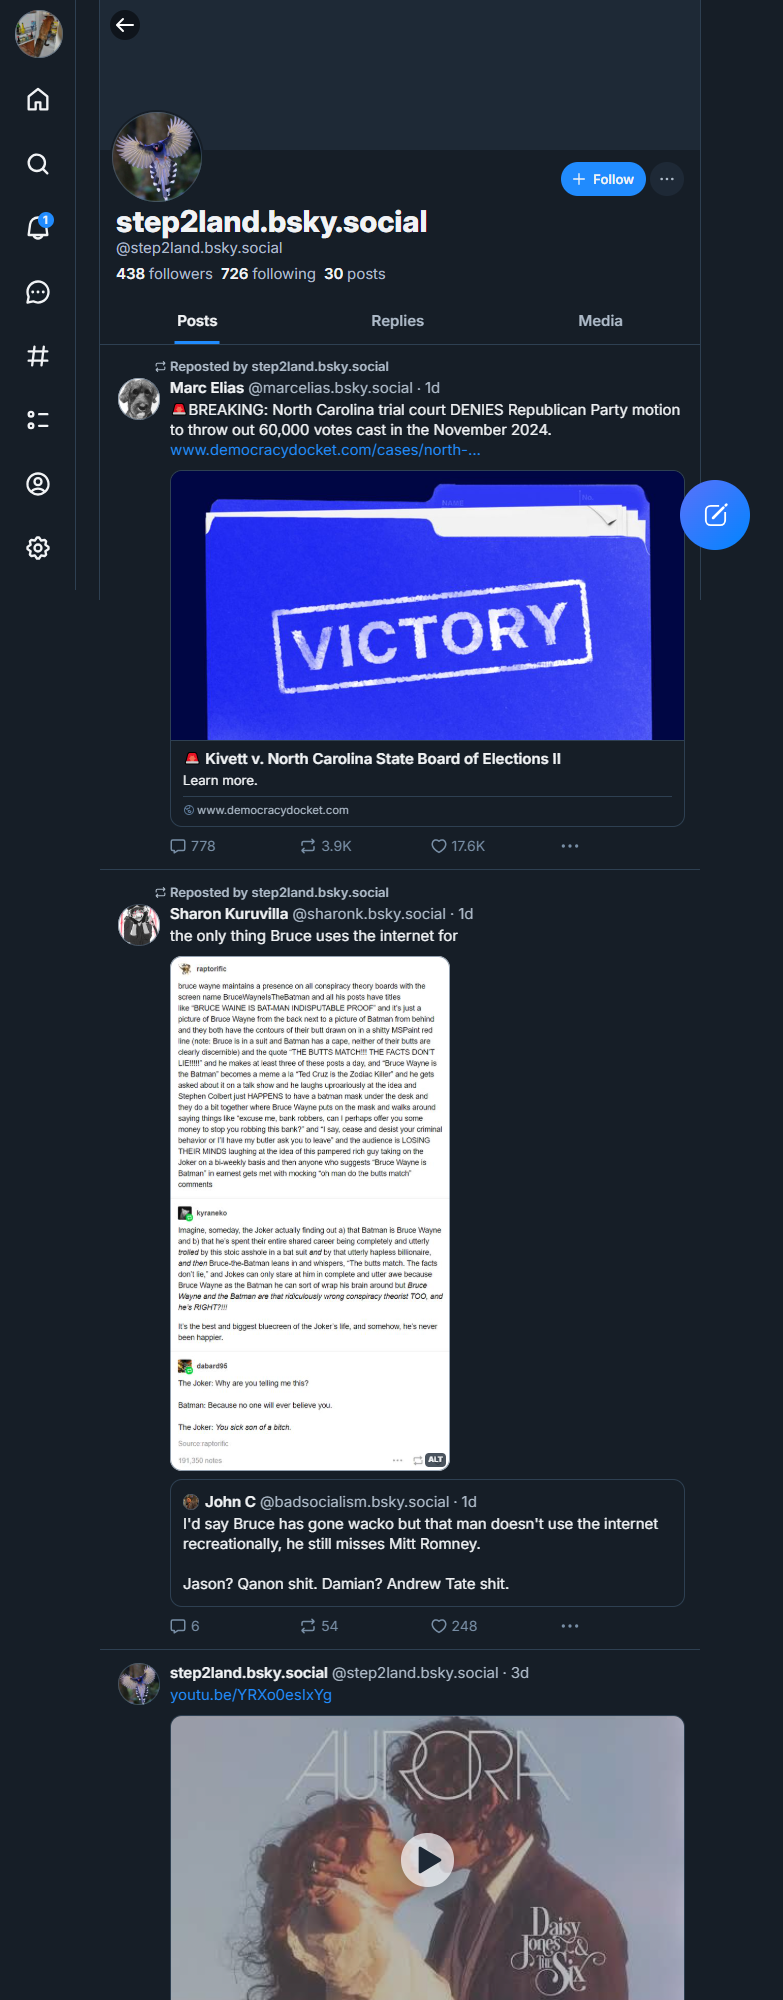 1
Follow
step2land.bsky.social
@step2land.bsky.social
438 followers 726 following 30 posts
Posts Replies Media
Reposted by step2land.bsky.social
Marc Elias @marcelias.bsky.social · 1d
🚨BREAKING: North Carolina trial court DENIES Republican Party motion
to throw out 60,000 votes cast in the November 2024.
www.democracydocket.com/cases/north-...
NAME
No.
VICTORY
🚨 Kivett v. North Carolina State Board of Elections II
Learn more.
www.democracydocket.com
778 3.9K 17.6K
Reposted by step2land.bsky.social
Sharon Kuruvilla @sharonk.bsky.social · 1d
the only thing Bruce uses the internet for
raptorific
bruce wayne maintains a presence on all conspiracy theory boards with the
screen name BruceWayneIsTheBatman and all his posts have titles
like “BRUCE WAINE IS BAT-MAN INDISPUTABLE PROOF” and it's just a
picture of Bruce Wayne from the back next to a picture of Batman from behind
and they both have the contours of their butt drawn on in a shitty MSPaint red
line (note: Bruce is in a suit and Batman has a cape, neither of their butts are
clearly discernible) and the quote “THE BUTTS MATCH!!! THE FACTS DON'T
LIE!!!!!” and he makes at least three of these posts a day, and “Bruce Wayne is
the Batman” becomes a meme a la “Ted Cruz is the Zodiac Killer” and he gets
asked about it on a talk show and he laughs uproariously at the idea and
Stephen Colbert just HAPPENS to have a batman mask under the desk and
they do a bit together where Bruce Wayne puts on the mask and walks around
saying things like “excuse me, bank robbers, can I perhaps offer you some
money to stop you robbing this bank?” and “I say, cease and desist your criminal
behavior or I'll have my butler ask you to leave” and the audience is LOSING
THEIR MINDS laughing at the idea of this pampered rich guy taking on the
Joker on a bi-weekly basis and then anyone who suggests “Bruce Wayne is
Batman” in earnest gets met with mocking “oh man do the butts match”
comments
kyraneko
Imagine, someday, the Joker actually finding out a) that Batman is Bruce Wayne
and b) that he's spent their entire shared career being completely and utterly
trolled by this stoic asshole in a bat suit and by that utterly hapless billionaire,
and then Bruce-the-Batman leans in and whispers, “The butts match. The facts
don't lie,” and Jokes can only stare at him in complete and utter awe because
Bruce Wayne as the Batman he can sort of wrap his brain around but Bruce
Wayne and the Batman are that ridiculously wrong conspiracy theorist TOO, and
he's RIGHT?!!!
It's the best and biggest bluecreen of the Joker's life, and somehow, he's never
been happier.
dabard95
The Joker: Why are you telling me this?
Batman: Because no one will ever believe you.
The Joker: You sick son of a bitch.
Source:raptorific
191,350 notes
ALT
John C @badsocialism.bsky.social · 1d
I'd say Bruce has gone wacko but that man doesn't use the internet
recreationally, he still misses Mitt Romney.
Jason? Qanon shit. Damian? Andrew Tate shit.
6 54 248
step2land.bsky.social @step2land.bsky.social · 3d
youtu.be/YRXo0esIxYg
AURORA
Daisy
Jones &
The Six